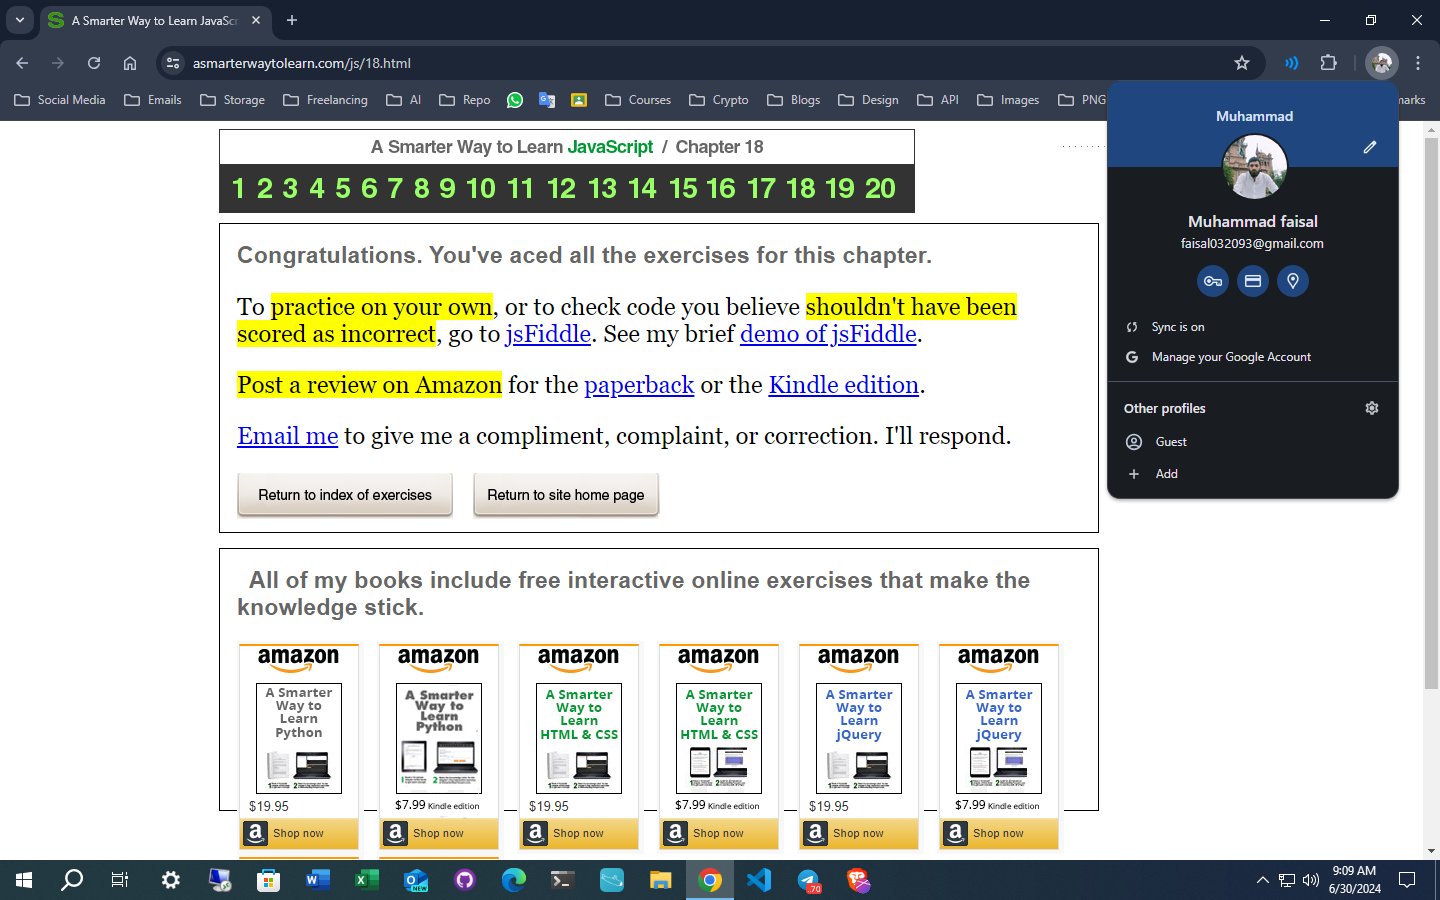 A Smarter Way to Learn JavaScr
asmarterwaytolearn.com/js/18.html
Social Media Emails Storage Freelancing AI Repo Courses Crypto Blogs Design API Images PNG marks
A Smarter Way to Learn JavaScript / Chapter 18
1 2 3 4 5 6 7 8 9 10 11 12 13 14 15 16 17 18 19 20
Congratulations. You've aced all the exercises for this chapter.
To practice on your own, or to check code you believe shouldn't have been
scored as incorrect, go to jsFiddle. See my brief demo of jsFiddle.
Post a review on Amazon for the paperback or the Kindle edition.
Email me to give me a compliment, complaint, or correction. I'll respond.
Return to index of exercises Return to site home page
All of my books include free interactive online exercises that make the
knowledge stick.
amazon amazon amazon amazon amazon amazon
A Smarter Way to Learn Python
A Smarter Way to Learn Python
A Smarter Way to Learn HTML & CSS
A Smarter Way to Learn HTML & CSS
A Smarter Way to Learn jQuery
A Smarter Way to Learn jQuery
$19.95 $7.99 Kindle edition $19.95 $7.99 Kindle edition $19.95 $7.99 Kindle edition
Shop now Shop now Shop now Shop now Shop now Shop now
Muhammad
Muhammad faisal
faisal032093@gmail.com
Sync is on
Manage your Google Account
Other profiles
Guest
Add
NEW
70
9:09 AM
6/30/2024